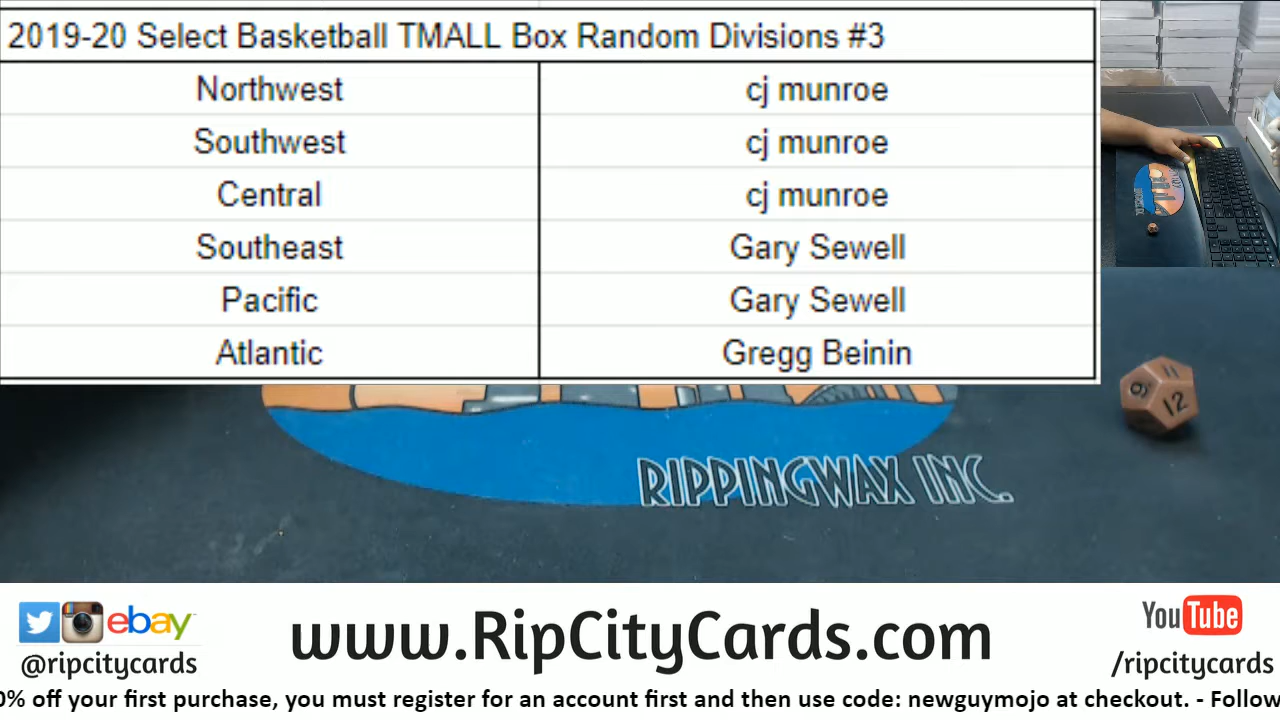 2019-20 Select Basketball TMALL Box Random Divisions #3
Northwest cj munroe
Southwest cj munroe
Central cj munroe
Southeast Gary Sewell
Pacific Gary Sewell
Atlantic Gregg Beinin
9 12
RIPPINGWAX INC.
ebay
@ripcitycards
www.RipCityCards.com
YouTube
/ripcitycards
0% off your first purchase, you must register for an account first and then use code: newguymojo at checkout. - Follow